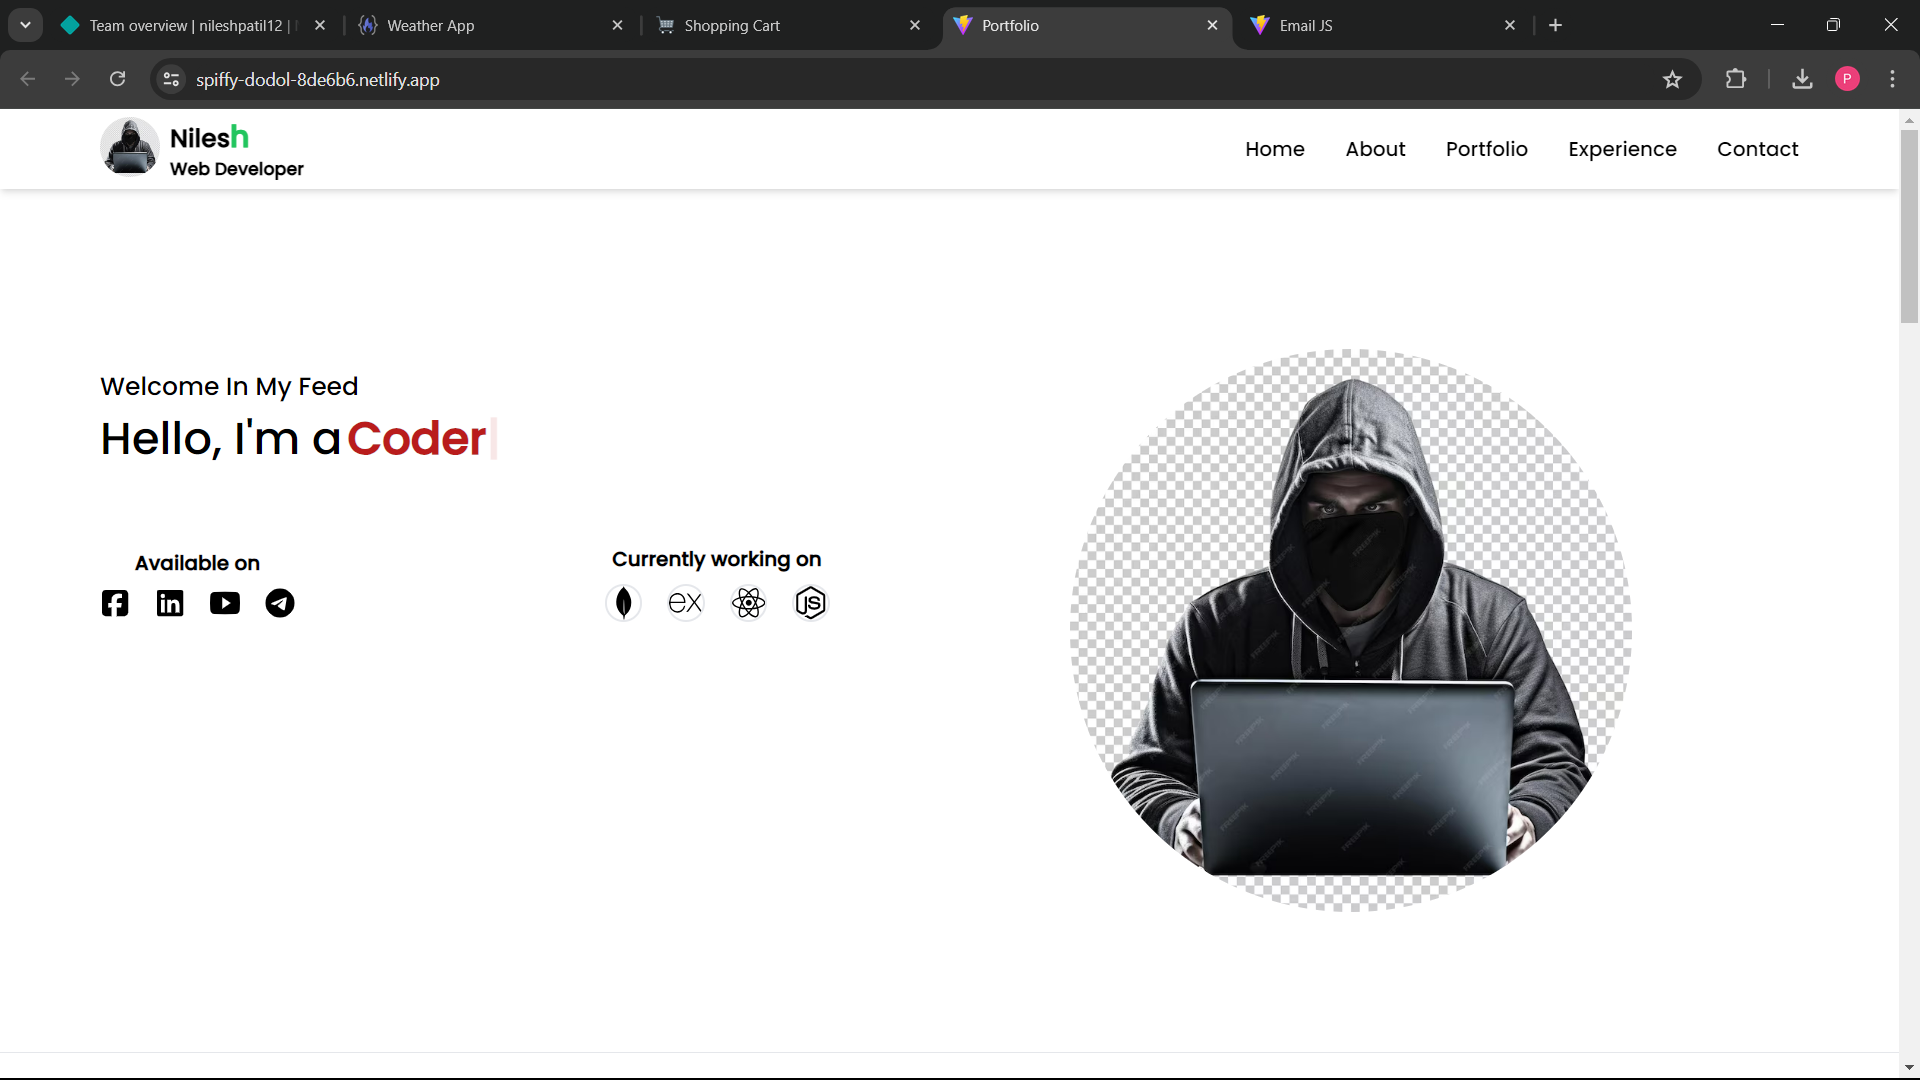 Team overview | nileshpatil12 |
Weather App
Shopping Cart
Portfolio
Email JS
spiffy-dodol-8de6b6.netlify.app
P
Nilesh
Web Developer
Home
About
Portfolio
Experience
Contact
Welcome In My Feed
Hello, I'm a Coder
Available on
Currently working on
ex
JS